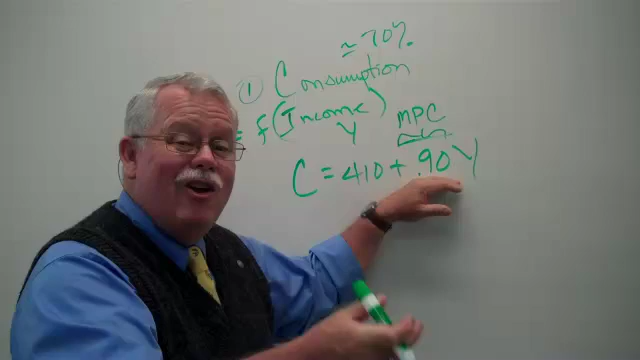 ≈ 70%
① Consumption
= f(Income)
Y
MPC
C = 410 + .90Y